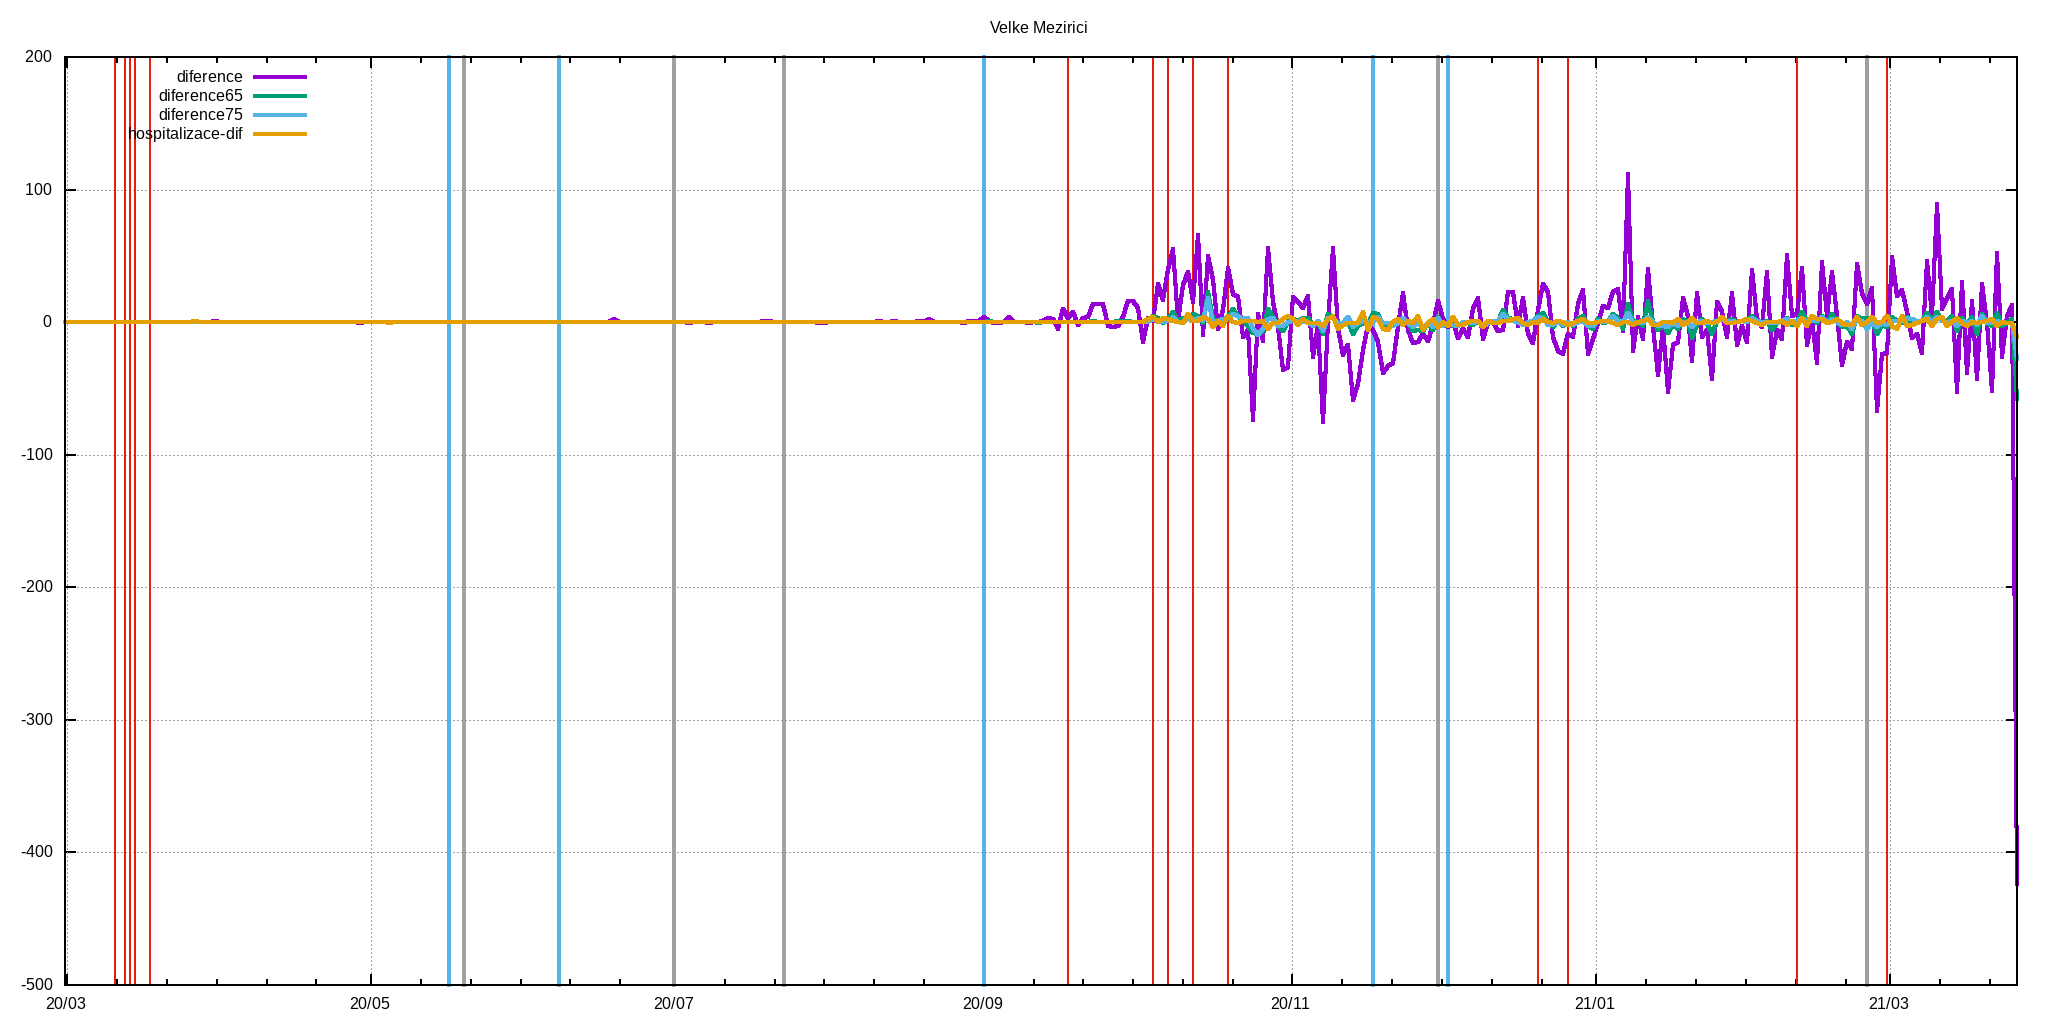 Velke Mezirici
200
diference
diference65
diference75
hospitalizace-dif
100
0
-100
-200
-300
-400
-500
20/03 20/05 20/07 20/09 20/11 21/01 21/03